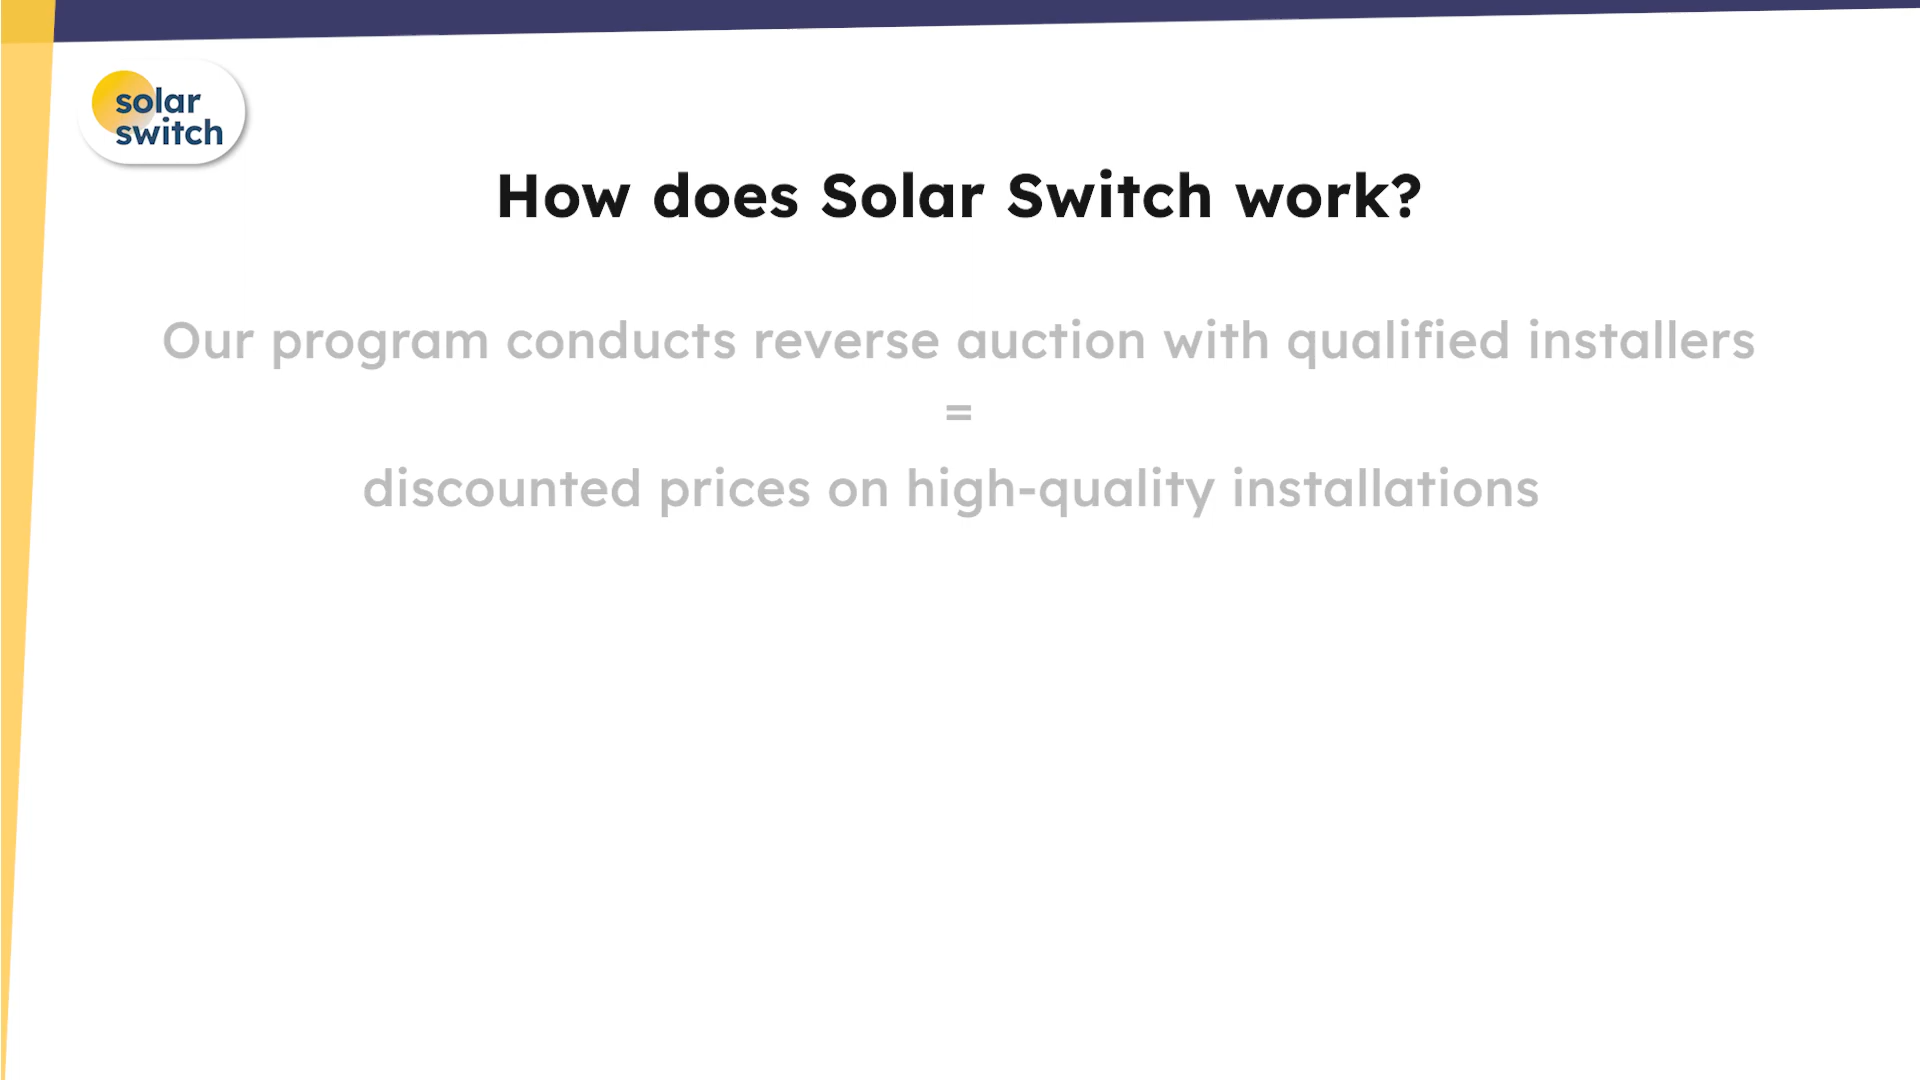 solar
switch
How does Solar Switch work?
Our program conducts reverse auction with qualified installers
=
discounted prices on high-quality installations